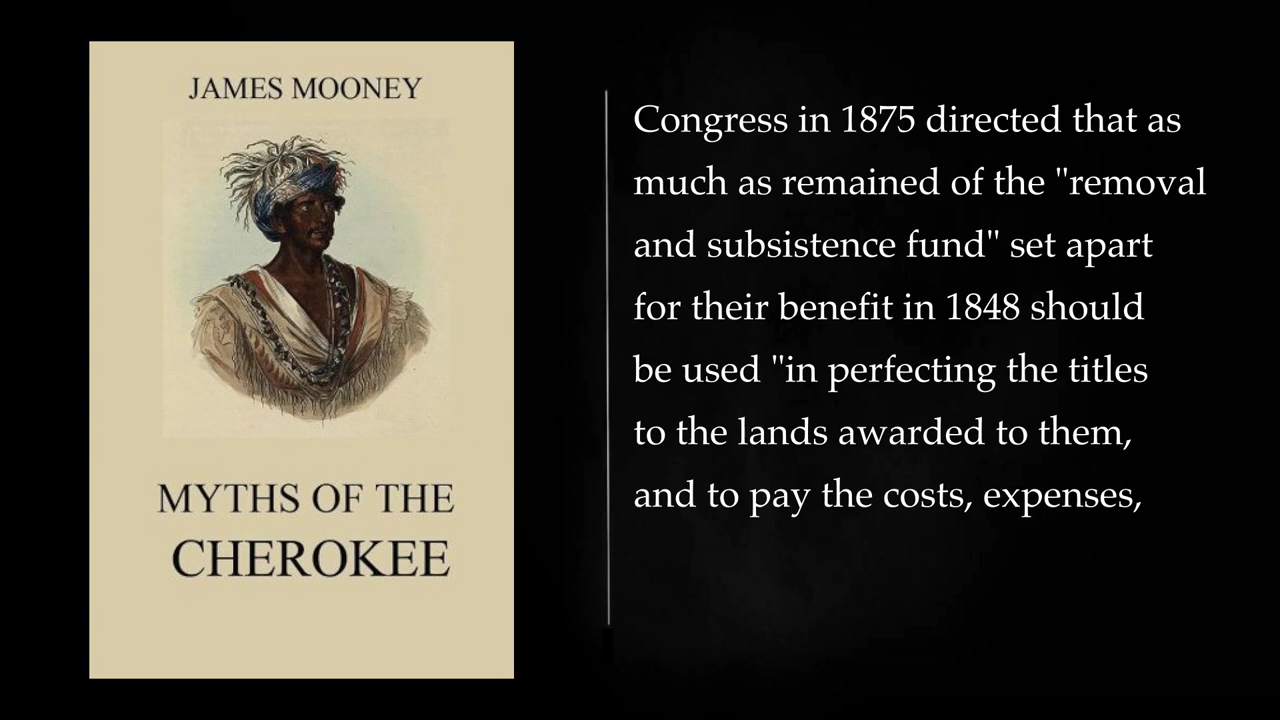 JAMES MOONEY
MYTHS OF THE
CHEROKEE
Congress in 1875 directed that as
much as remained of the "removal
and subsistence fund" set apart
for their benefit in 1848 should
be used "in perfecting the titles
to the lands awarded to them,
and to pay the costs, expenses,